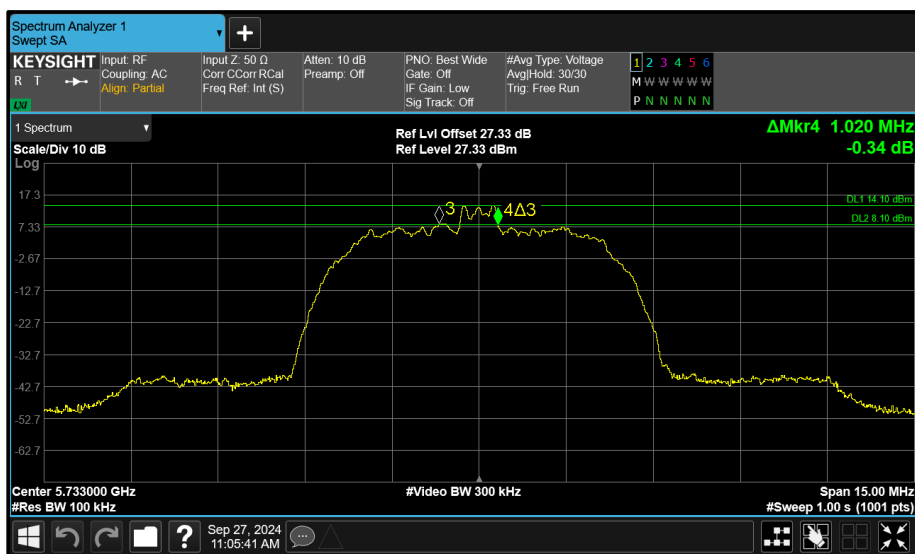 Spectrum Analyzer 1
Swept SA
KEYSIGHT
R T
LXI
Input: RF
Coupling: AC
Align: Partial
Input Z: 50 Ω
Corr CCorr RCal
Freq Ref: Int (S)
Atten: 10 dB
Preamp: Off
PNO: Best Wide
Gate: Off
IF Gain: Low
Sig Track: Off
#Avg Type: Voltage
Avg|Hold: 30/30
Trig: Free Run
1 2 3 4 5 6
M W W W W W
P N N N N N
1 Spectrum
Scale/Div 10 dB
Log
Ref Lvl Offset 27.33 dB
Ref Level 27.33 dBm
ΔMkr4 1.020 MHz
-0.34 dB
17.3
7.33
-2.67
-12.7
-22.7
-32.7
-42.7
-52.7
-62.7
3
4Δ3
DL1 14.10 dBm
DL2 8.10 dBm
Center 5.733000 GHz
#Res BW 100 kHz
#Video BW 300 kHz
Span 15.00 MHz
#Sweep 1.00 s (1001 pts)
?
Sep 27, 2024
11:05:41 AM